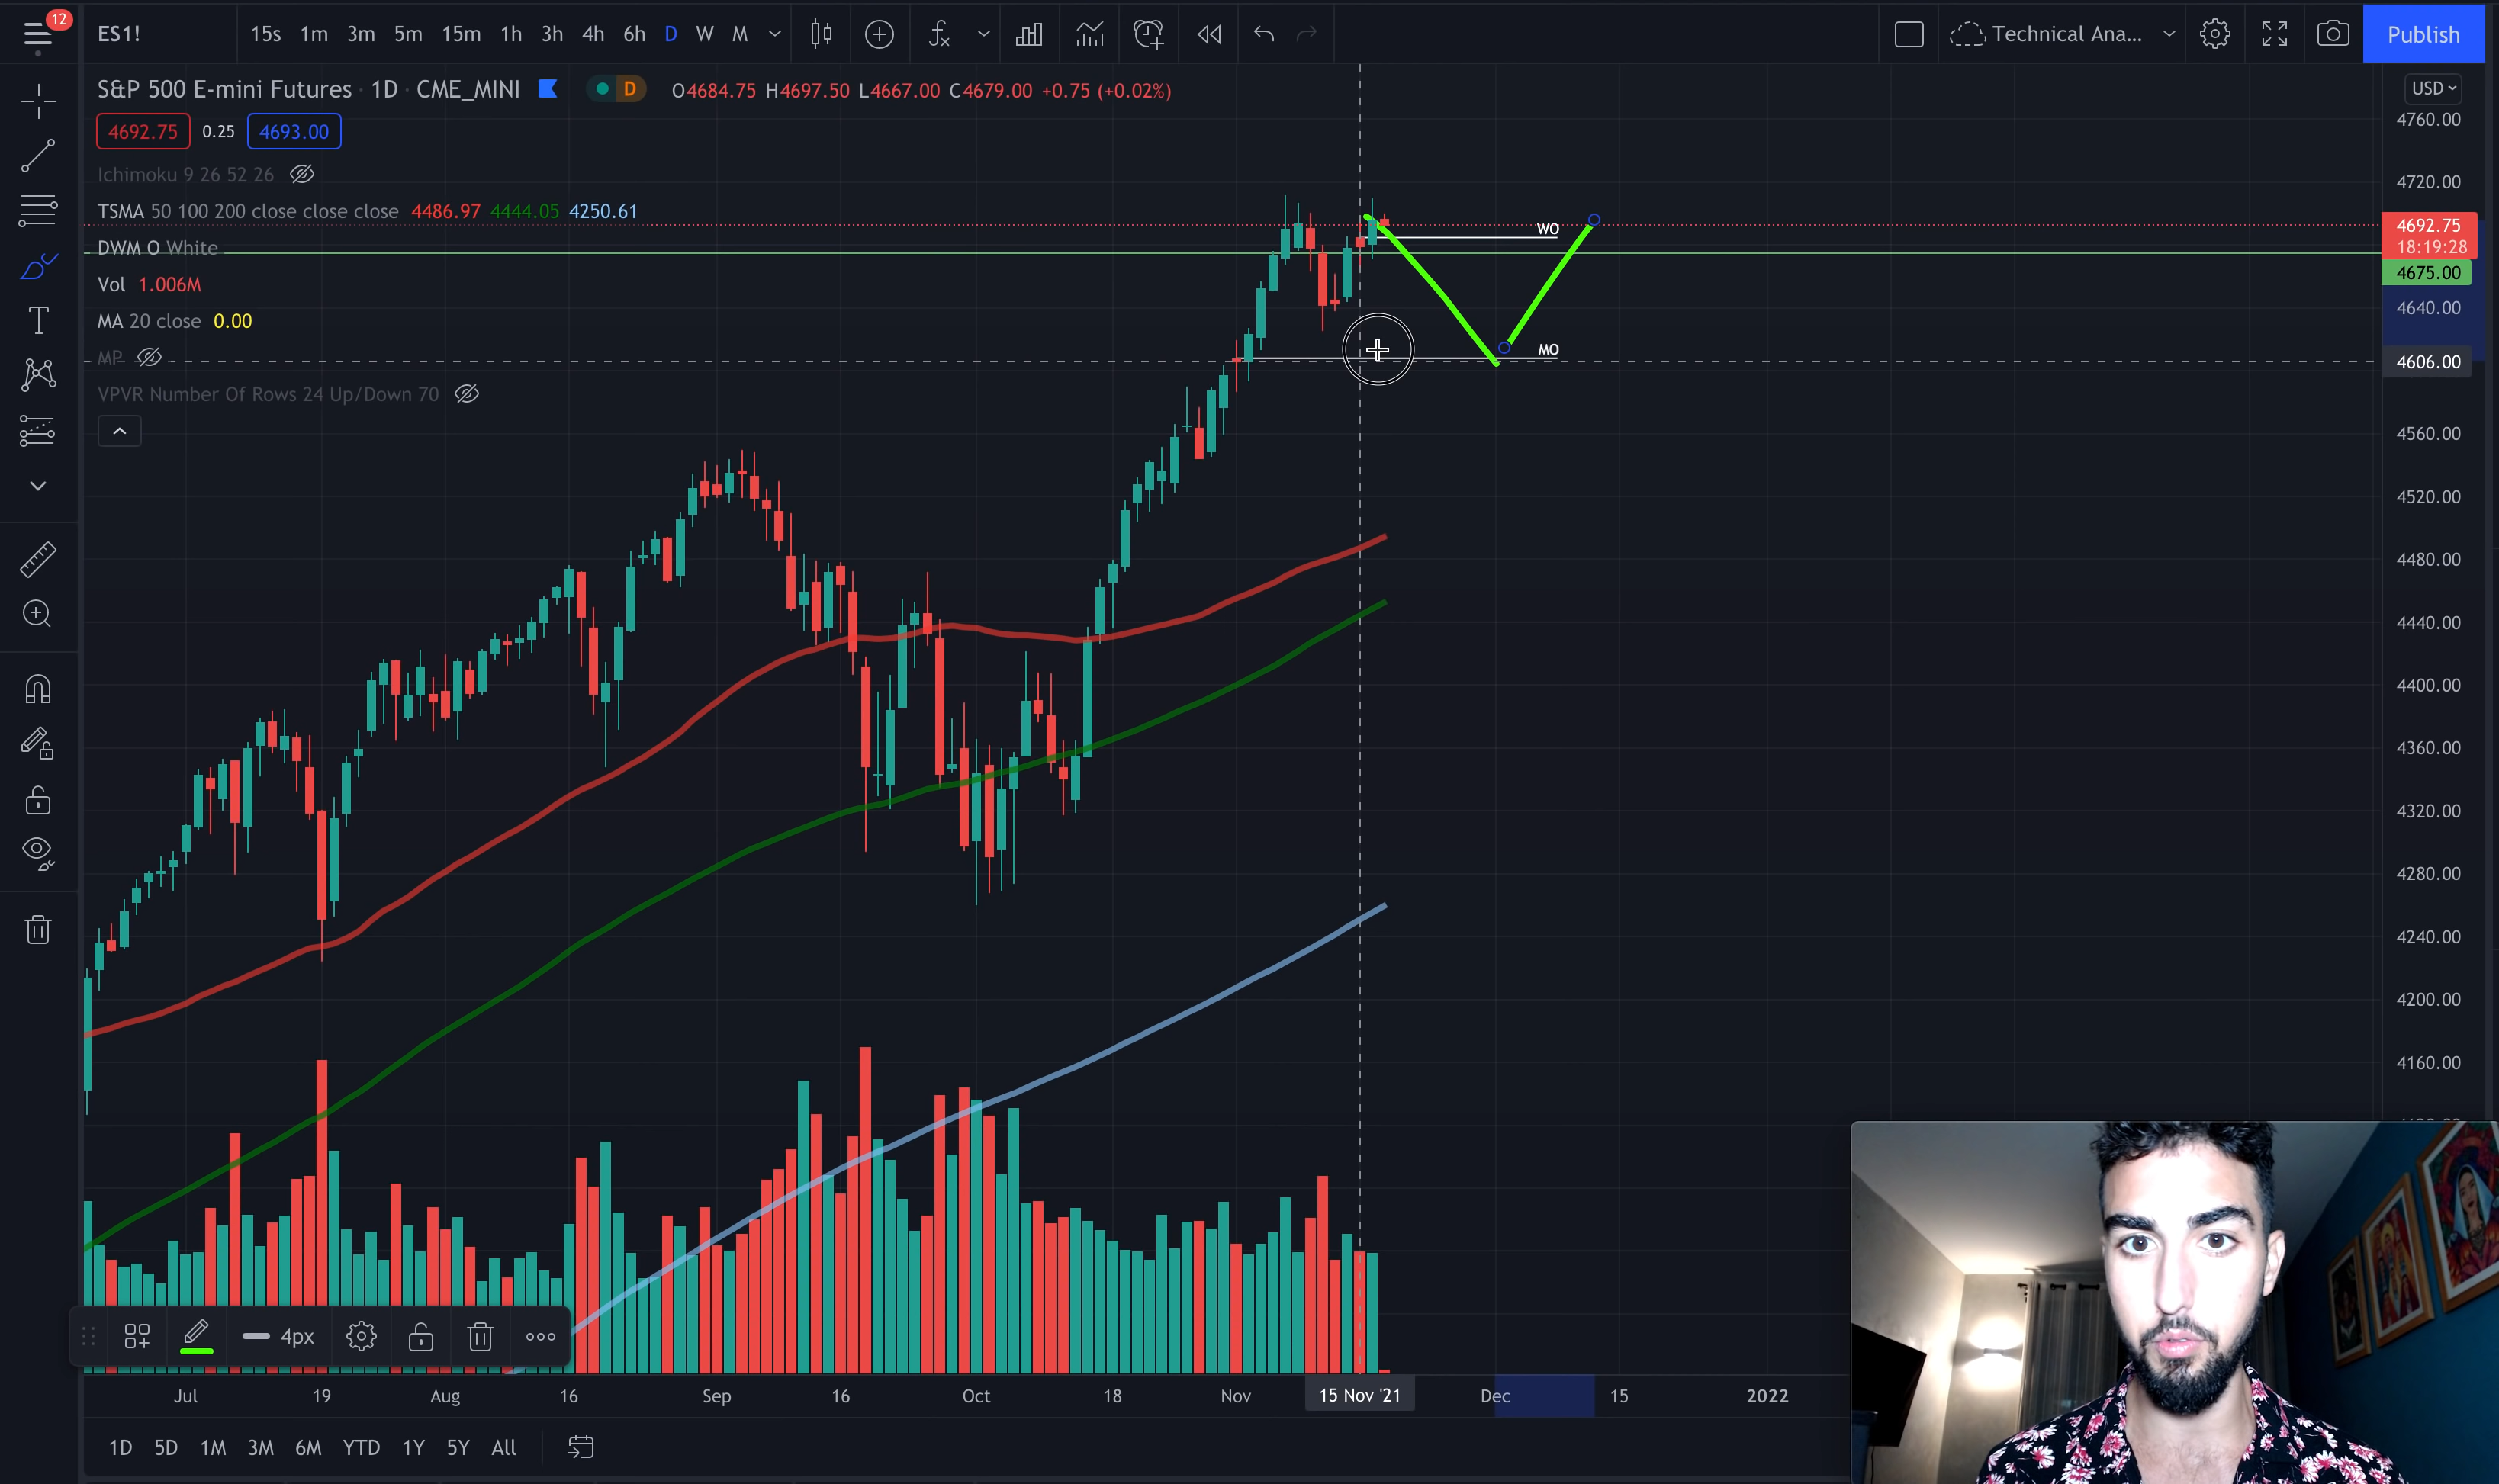 12
ES1! 15s 1m 3m 5m 15m 1h 3h 4h 6h D W M Technical Ana... Publish
S&P 500 E-mini Futures · 1D · CME_MINI D O4684.75 H4697.50 L4667.00 C4679.00 +0.75 (+0.02%) USD
4692.75 0.25 4693.00
4760.00
Ichimoku 9 26 52 26
4720.00
TSMA 50 100 200 close close close 4486.97 4444.05 4250.61
WO
4692.75
18:19:28
DWM O White
4675.00
Vol 1.006M
4640.00
MA 20 close 0.00
MP
MO
4606.00
VPVR Number Of Rows 24 Up/Down 70
4560.00
4520.00
4480.00
4440.00
4400.00
4360.00
4320.00
4280.00
4240.00
4200.00
4160.00
4px
Jul 19 Aug 16 Sep 16 Oct 18 Nov 15 Nov '21 Dec 15 2022
1D 5D 1M 3M 6M YTD 1Y 5Y All